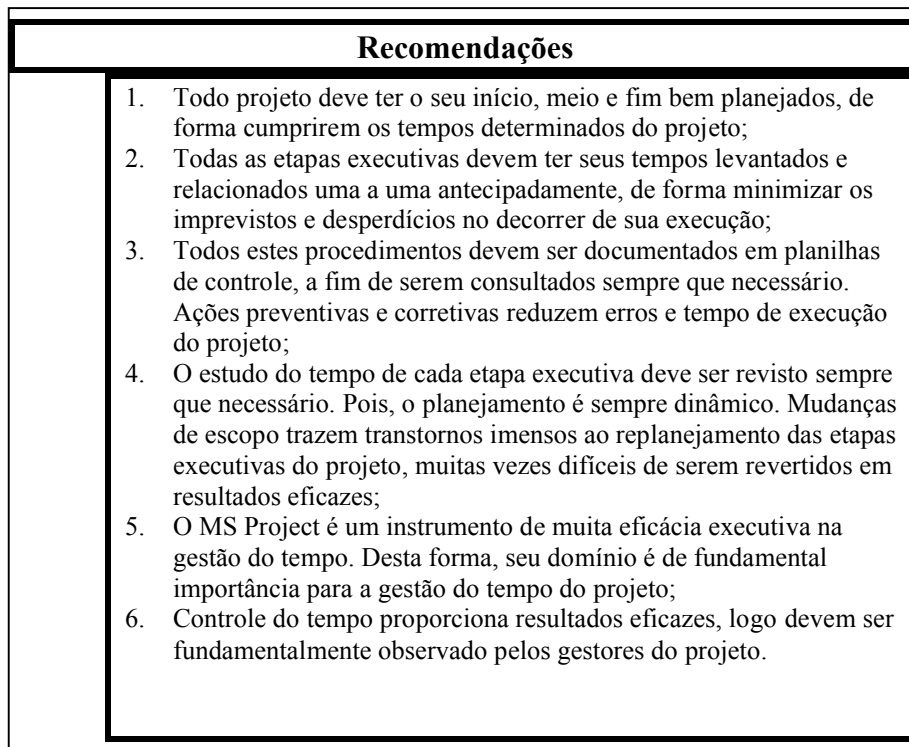 Recomendações
1. Todo projeto deve ter o seu início, meio e fim bem planejados, de
forma cumprirem os tempos determinados do projeto;
2. Todas as etapas executivas devem ter seus tempos levantados e
relacionados uma a uma antecipadamente, de forma minimizar os
imprevistos e desperdícios no decorrer de sua execução;
3. Todos estes procedimentos devem ser documentados em planilhas
de controle, a fim de serem consultados sempre que necessário.
Ações preventivas e corretivas reduzem erros e tempo de execução
do projeto;
4. O estudo do tempo de cada etapa executiva deve ser revisto sempre
que necessário. Pois, o planejamento é sempre dinâmico. Mudanças
de escopo trazem transtornos imensos ao replanejamento das etapas
executivas do projeto, muitas vezes difíceis de serem revertidos em
resultados eficazes;
5. O MS Project é um instrumento de muita eficácia executiva na
gestão do tempo. Desta forma, seu domínio é de fundamental
importância para a gestão do tempo do projeto;
6. Controle do tempo proporciona resultados eficazes, logo devem ser
fundamentalmente observado pelos gestores do projeto.